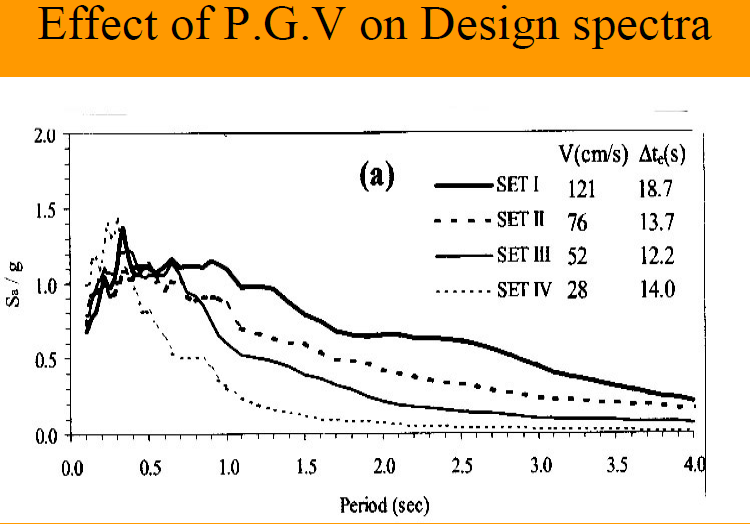 Effect of P.G.V on Design spectra
(a)
V(cm/s) Δtₑ(s)
SET I 121 18.7
SET II 76 13.7
SET III 52 12.2
SET IV 28 14.0
Sa / g
2.0
1.5
1.0
0.5
0.0
0.0 0.5 1.0 1.5 2.0 2.5 3.0 3.5 4.0
Period (sec)